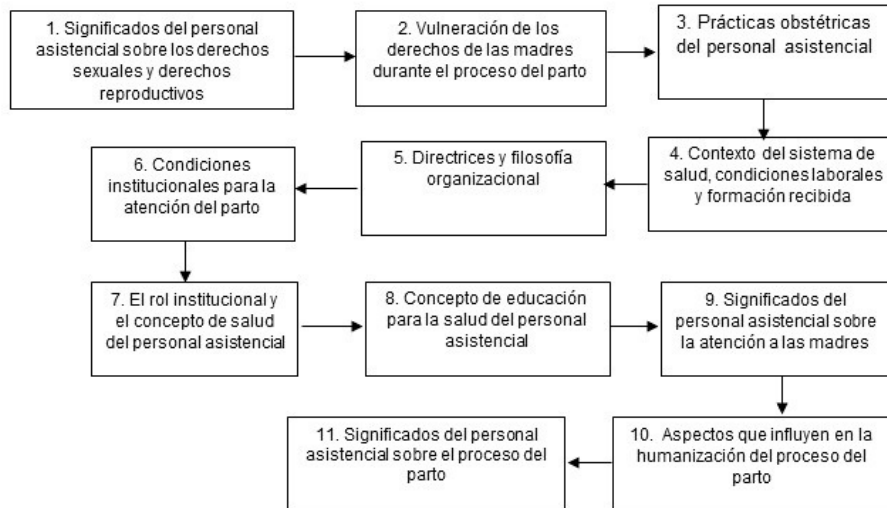 1. Significados del personal
asistencial sobre los derechos
sexuales y derechos
reproductivos
2. Vulneración de los
derechos de las madres
durante el proceso del parto
3. Prácticas obstétricas
del personal asistencial
4. Contexto del sistema de
salud, condiciones laborales
y formación recibida
5. Directrices y filosofía
organizacional
6. Condiciones
institucionales para la
atención del parto
7. El rol institucional y
el concepto de salud
del personal asistencial
8. Concepto de educación
para la salud del personal
asistencial
9. Significados del
personal asistencial sobre
la atención a las madres
10. Aspectos que influyen en la
humanización del proceso del
parto
11. Significados del personal
asistencial sobre el proceso del
parto